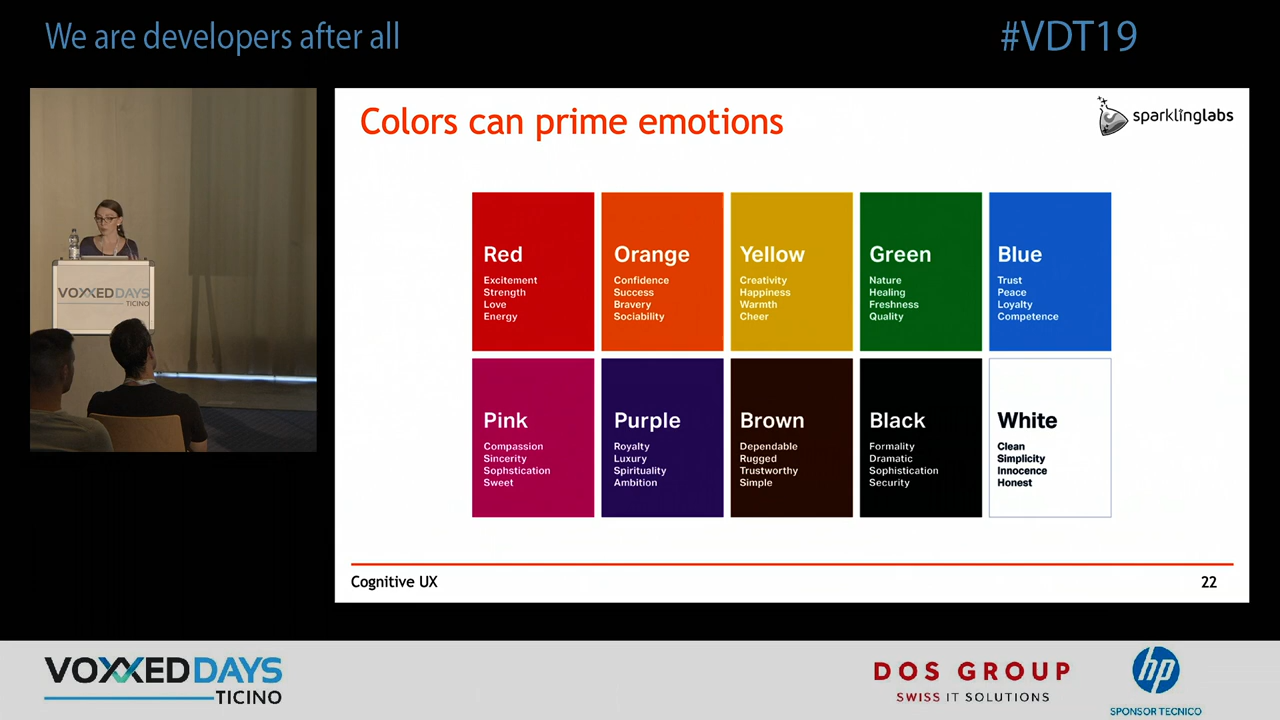 We are developers after all
#VDT19
VOXXEDDAYS
TICINO
Colors can prime emotions
sparklinglabs
Red
Excitement
Strength
Love
Energy
Orange
Confidence
Success
Bravery
Sociability
Yellow
Creativity
Happiness
Warmth
Cheer
Green
Nature
Healing
Freshness
Quality
Blue
Trust
Peace
Loyalty
Competence
Pink
Compassion
Sincerity
Sophstication
Sweet
Purple
Royalty
Luxury
Spirituality
Ambition
Brown
Dependable
Rugged
Trustworthy
Simple
Black
Formality
Dramatic
Sophistication
Security
White
Clean
Simplicity
Innocence
Honest
Cognitive UX
22
VOXXEDDAYS
TICINO
DOS GROUP
SWISS IT SOLUTIONS
hp
SPONSOR TECNICO